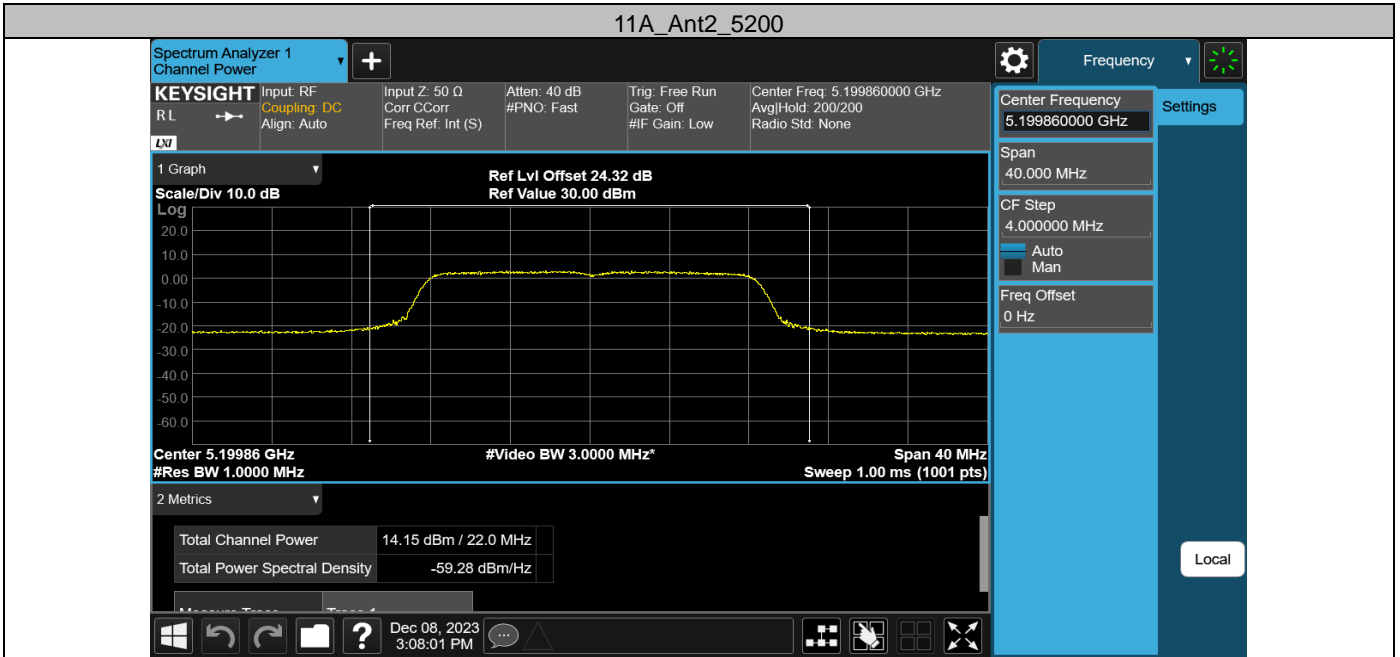 11A_Ant2_5200
Spectrum Analyzer 1
Channel Power
+
Frequency
KEYSIGHT
R L
LXI
Input: RF
Coupling: DC
Align: Auto
Input Z: 50 Ω
Corr CCorr
Freq Ref: Int (S)
Atten: 40 dB
#PNO: Fast
Trig: Free Run
Gate: Off
#IF Gain: Low
Center Freq: 5.199860000 GHz
Avg|Hold: 200/200
Radio Std: None
Center Frequency
5.199860000 GHz
Settings
Span
40.000 MHz
CF Step
4.000000 MHz
Auto
Man
Freq Offset
0 Hz
1 Graph
Scale/Div 10.0 dB
Ref Lvl Offset 24.32 dB
Ref Value 30.00 dBm
Log
20.0
10.0
0.00
-10.0
-20.0
-30.0
-40.0
-50.0
-60.0
Center 5.19986 GHz
#Video BW 3.0000 MHz*
Span 40 MHz
#Res BW 1.0000 MHz
Sweep 1.00 ms (1001 pts)
2 Metrics
Total Channel Power 14.15 dBm / 22.0 MHz
Total Power Spectral Density -59.28 dBm/Hz
Measure Trace Trace 1
Local
?
Dec 08, 2023
3:08:01 PM